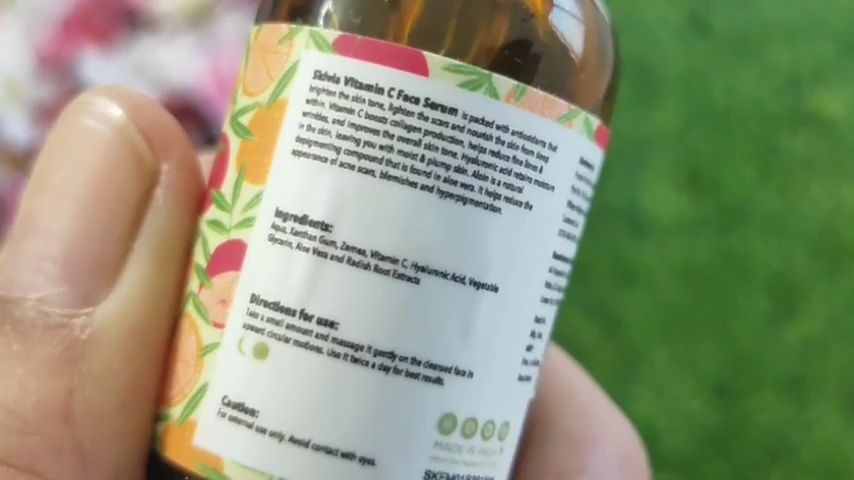 Skivia Vitamin C Face Serum is packed with antioxidants that
brighten the skin tone, lighten the scars and nourish the skin from deep
within. Vitamin C boosts collagen production, helps reduce fine lines &
wrinkles, and improves the overall skin tone. Hyaluronic acid retains moisture
in the skin, leaving you with moist & plump skin. Aloin is a natural
depigmenting compound that is found in aloe vera. It helps reduce the
appearance of acne scars, blemishes and hyperpigmentation.
Ingredients:
Aqua, Xanthan Gum, Zemea, Vitamin C, Hyaluronic Acid, Vegetable
Glycerin, Aloe Vera and Radish Root Extracts
Directions for use:
Take a small amount and massage it gently on the cleansed face in
upward circular motions. Use it twice a day for best results.
Caution:
For external use only. Avoid contact with eyes.
MADE IN